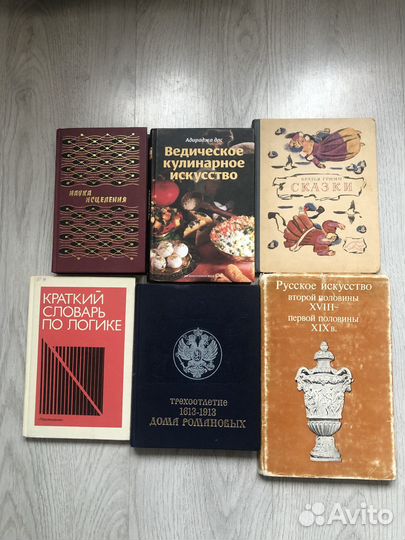 НАУКА
ИСЦЕЛЕНИЯ
Адираджа дас
Ведическое
кулинарное
искусство
БРАТЬЯ ГРИММ
СКАЗКИ
КРАТКИЙ
СЛОВАРЬ
ПО ЛОГИКЕ
ТРЕХСОТЛЕТИЕ
1613-1913
ДОМА РОМАНОВЫХ
Русское искусство
второй половины
XVIII–
первой половины
XIX в.
Avito